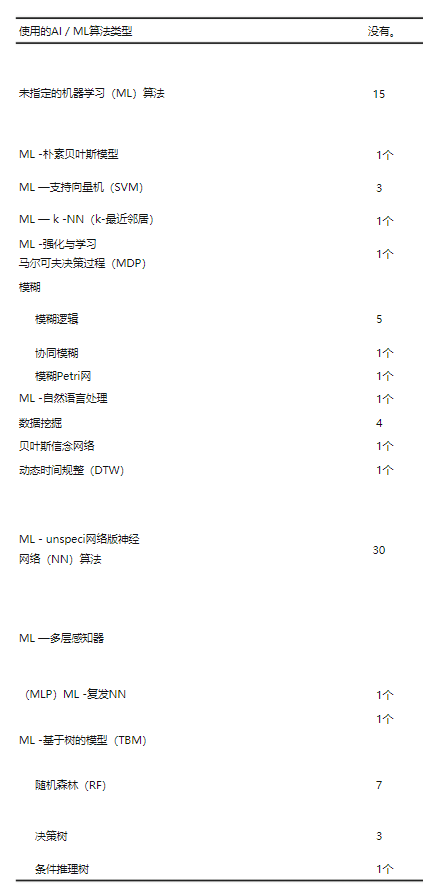 使用的AI / ML算法类型 没有。
未指定的机器学习（ML）算法 15
ML -朴素贝叶斯模型 1个
ML —支持向量机（SVM） 3
ML — k -NN（k-最近邻居） 1个
ML -强化与学习
马尔可夫决策过程（MDP） 1个
模糊
模糊逻辑 5
协同模糊 1个
模糊Petri网 1个
ML -自然语言处理 1个
数据挖掘 4
贝叶斯信念网络 1个
动态时间规整（DTW） 1个
ML - unspeci网络版神经
网络（NN）算法 30
ML —多层感知器
（MLP）ML -复发NN 1个
1个
ML -基于树的模型（TBM）
随机森林（RF） 7
决策树 3
条件推理树 1个